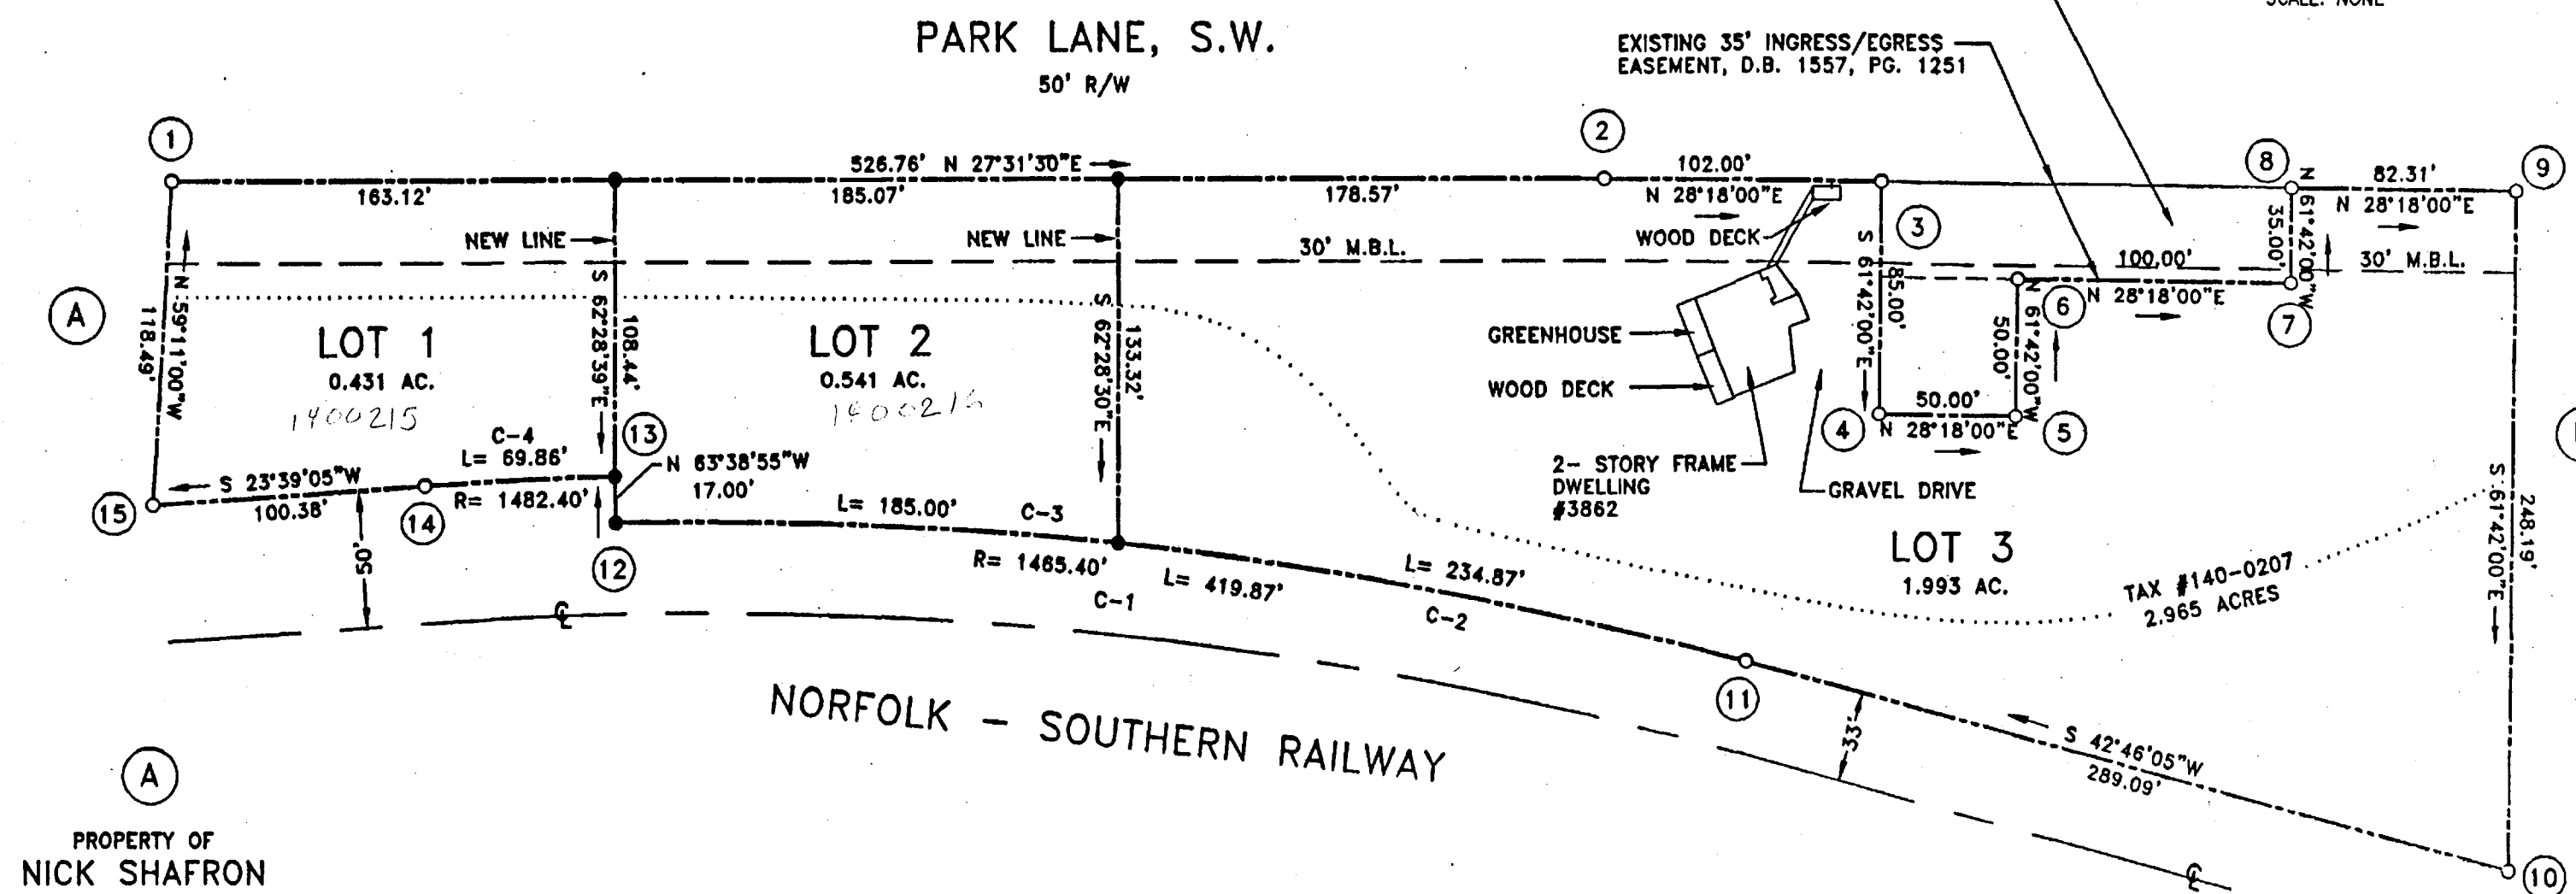 SCALE: NONE
PARK LANE, S.W.
50' R/W
EXISTING 35' INGRESS/EGRESS
EASEMENT, D.B. 1557, PG. 1251
1
2
8
9
526.76' N 27°31'30"E
102.00'
82.31'
163.12'
185.07'
178.57'
N 28°18'00"E
N 28°18'00"E
3
NEW LINE
NEW LINE
WOOD DECK
30' M.B.L.
100.00'
30' M.B.L.
N 28°18'00"E
6
7
N 61°42'00"W
35.00'
S 61°42'00"E
85.00'
N 61°42'00"W
50.00'
A
N 59°11'00"W
118.49'
S 62°28'39"E
108.44'
S 62°28'30"E
133.32'
LOT 1
0.431 AC.
1400215
LOT 2
0.541 AC.
1400216
GREENHOUSE
WOOD DECK
50.00'
4
N 28°18'00"E
5
C-4
L= 69.86'
13
N 63°38'55"W
17.00'
2- STORY FRAME
DWELLING
#3862
GRAVEL DRIVE
S 23°39'05"W
100.38'
R= 1482.40'
15
14
50'
L= 185.00'
C-3
R= 1465.40'
12
L= 419.87'
C-1
L= 234.87'
C-2
LOT 3
1.993 AC.
TAX #140-0207
2.965 ACRES
S 61°42'00"E
248.19'
11
33'
S 42°46'05"W
289.09'
10
NORFOLK - SOUTHERN RAILWAY
A
PROPERTY OF
NICK SHAFRON